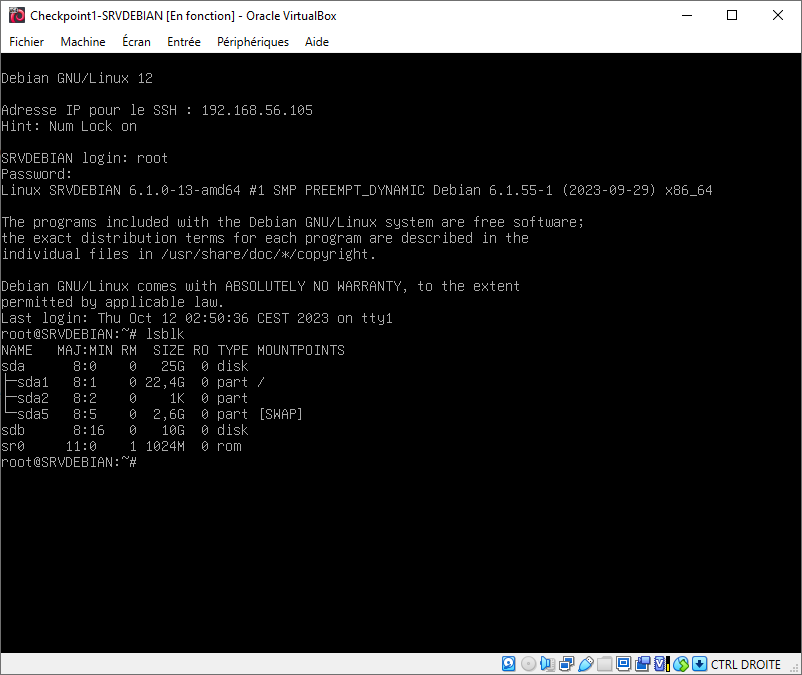 Checkpoint1-SRVDEBIAN [En fonction] - Oracle VirtualBox
Fichier Machine Écran Entrée Périphériques Aide
Debian GNU/Linux 12
Adresse IP pour le SSH : 192.168.56.105
Hint: Num Lock on
SRVDEBIAN login: root
Password:
Linux SRVDEBIAN 6.1.0-13-amd64 #1 SMP PREEMPT_DYNAMIC Debian 6.1.55-1 (2023-09-29) x86_64
The programs included with the Debian GNU/Linux system are free software;
the exact distribution terms for each program are described in the
individual files in /usr/share/doc/*/copyright.
Debian GNU/Linux comes with ABSOLUTELY NO WARRANTY, to the extent
permitted by applicable law.
Last login: Thu Oct 12 02:50:36 CEST 2023 on tty1
root@SRVDEBIAN:~# lsblk
NAME   MAJ:MIN RM  SIZE RO TYPE MOUNTPOINTS
sda      8:0    0   25G  0 disk
├─sda1   8:1    0 22,4G  0 part /
├─sda2   8:2    0    1K  0 part
└─sda5   8:5    0  2,6G  0 part [SWAP]
sdb      8:16   0   10G  0 disk
sr0     11:0    1 1024M  0 rom
root@SRVDEBIAN:~#
CTRL DROITE